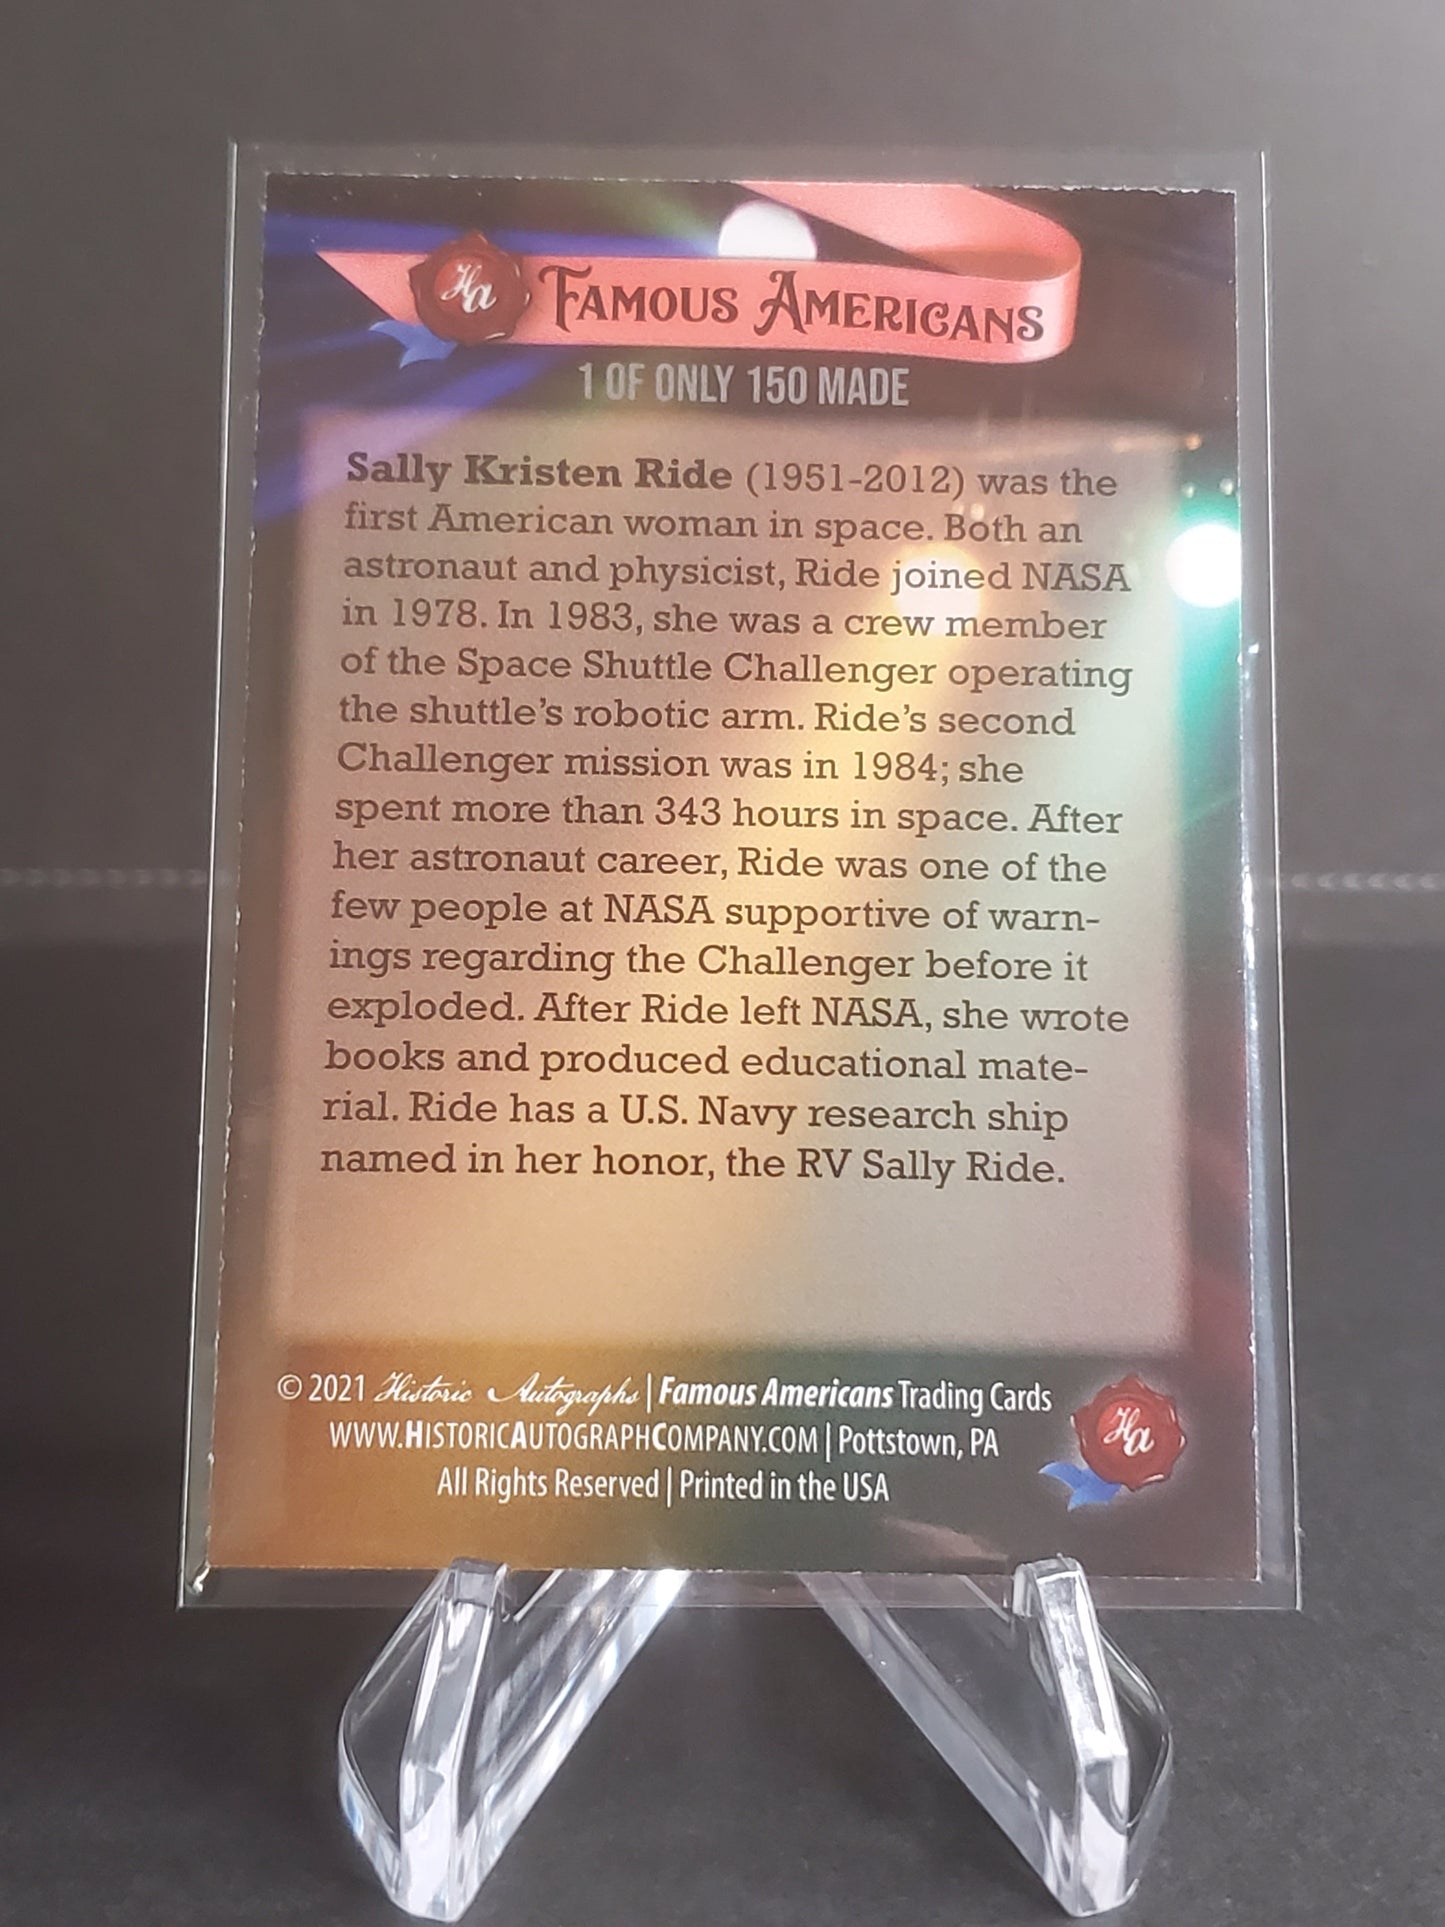 Ha FAMOUS AMERICANS
1 OF ONLY 150 MADE
Sally Kristen Ride (1951-2012) was the
first American woman in space. Both an
astronaut and physicist, Ride joined NASA
in 1978. In 1983, she was a crew member
of the Space Shuttle Challenger operating
the shuttle's robotic arm. Ride's second
Challenger mission was in 1984; she
spent more than 343 hours in space. After
her astronaut career, Ride was one of the
few people at NASA supportive of warn-
ings regarding the Challenger before it
exploded. After Ride left NASA, she wrote
books and produced educational mate-
rial. Ride has a U.S. Navy research ship
named in her honor, the RV Sally Ride.
© 2021 Historic Autographs | Famous Americans Trading Cards
WWW.HISTORICAUTOGRAPHCOMPANY.COM | Pottstown, PA
All Rights Reserved | Printed in the USA
Ha